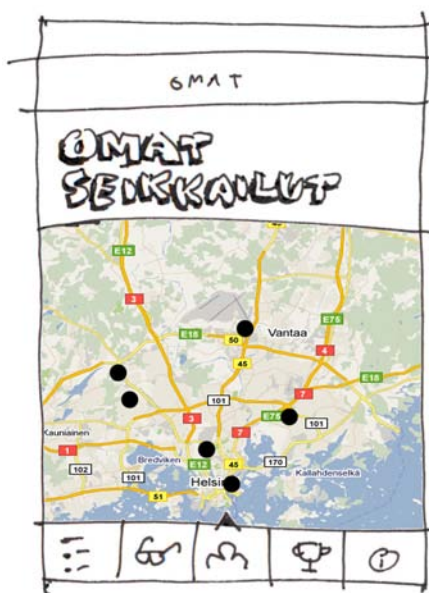 OMAT
OMAT
SEIKKAILUT
E12
3
E75
E18
50
Vantaa
4
45
E18
101
7
3
7
E75
101
Kauniainen
1
Bredviken
E12
45
170
Kallahdenselkä
102
101
Helsin
51
i